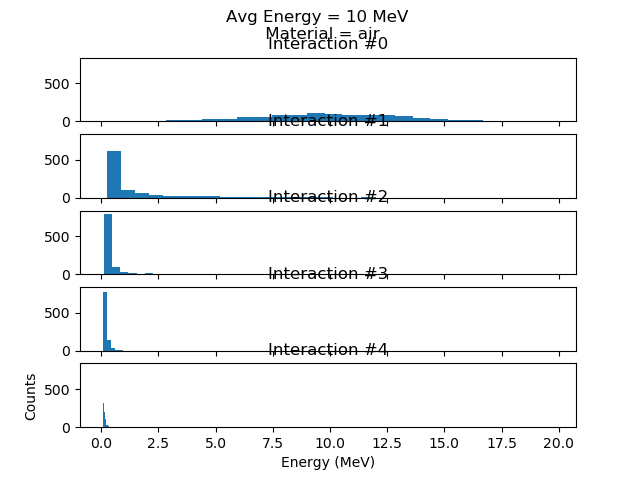 Avg Energy = 10 MeV
Material = air
Interaction #0
500
0
Interaction #1
500
0
Interaction #2
500
0
Interaction #3
500
0
Interaction #4
500
0
Counts
0.0 2.5 5.0 7.5 10.0 12.5 15.0 17.5 20.0
Energy (MeV)